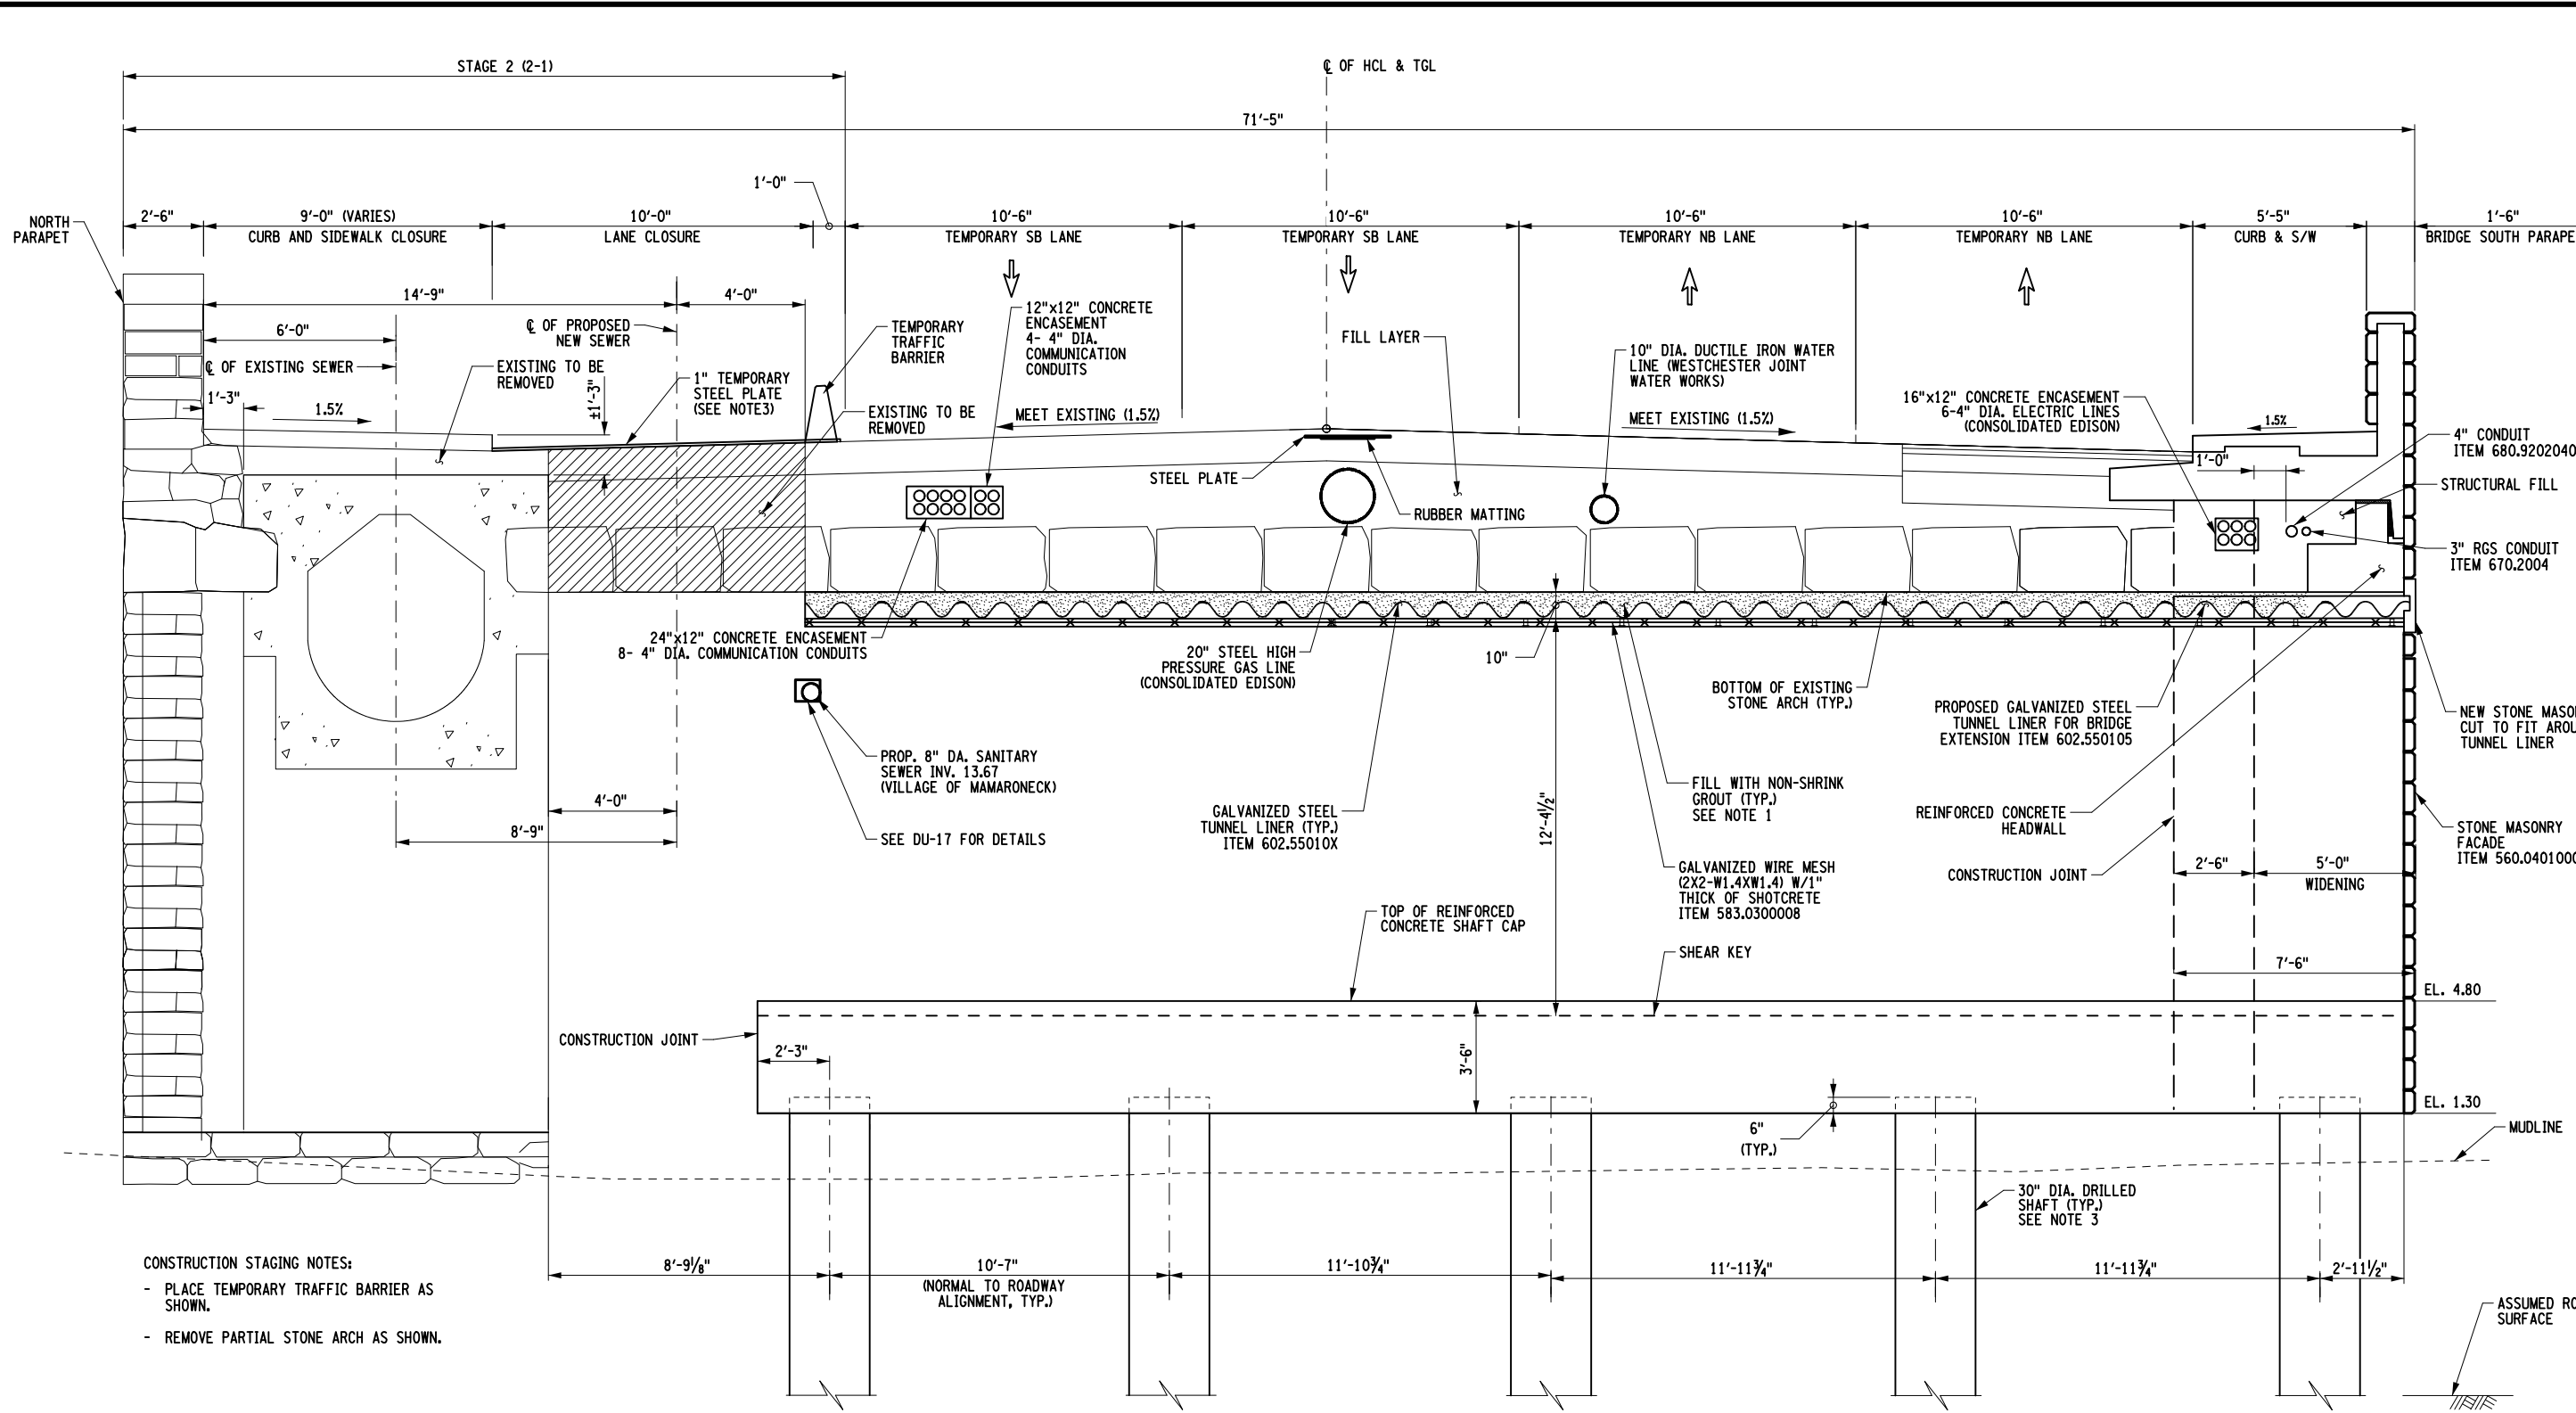 STAGE 2 (2-1)
℄ OF HCL & TGL
71'-5"
1'-0"
NORTH
PARAPET
2'-6"
9'-0" (VARIES)
CURB AND SIDEWALK CLOSURE
10'-0"
LANE CLOSURE
10'-6"
TEMPORARY SB LANE
10'-6"
TEMPORARY SB LANE
10'-6"
TEMPORARY NB LANE
10'-6"
TEMPORARY NB LANE
5'-5"
CURB & S/W
1'-6"
BRIDGE SOUTH PARAPE
14'-9"
4'-0"
6'-0"
℄ OF PROPOSED
NEW SEWER
℄ OF EXISTING SEWER
EXISTING TO BE
REMOVED
1'-3"
1.5%
±1'-3"
1" TEMPORARY
STEEL PLATE
(SEE NOTE3)
TEMPORARY
TRAFFIC
BARRIER
EXISTING TO BE
REMOVED
12"x12" CONCRETE
ENCASEMENT
4- 4" DIA.
COMMUNICATION
CONDUITS
MEET EXISTING (1.5%)
FILL LAYER
10" DIA. DUCTILE IRON WATER
LINE (WESTCHESTER JOINT
WATER WORKS)
MEET EXISTING (1.5%)
16"x12" CONCRETE ENCASEMENT
6-4" DIA. ELECTRIC LINES
(CONSOLIDATED EDISON)
1.5%
1'-0"
4" CONDUIT
ITEM 680.9202040
STRUCTURAL FILL
3" RGS CONDUIT
ITEM 670.2004
STEEL PLATE
RUBBER MATTING
24"x12" CONCRETE ENCASEMENT
8- 4" DIA. COMMUNICATION CONDUITS
20" STEEL HIGH
PRESSURE GAS LINE
(CONSOLIDATED EDISON)
10"
BOTTOM OF EXISTING
STONE ARCH (TYP.)
PROPOSED GALVANIZED STEEL
TUNNEL LINER FOR BRIDGE
EXTENSION ITEM 602.550105
NEW STONE MASO
CUT TO FIT AROU
TUNNEL LINER
PROP. 8" DA. SANITARY
SEWER INV. 13.67
(VILLAGE OF MAMARONECK)
SEE DU-17 FOR DETAILS
4'-0"
8'-9"
GALVANIZED STEEL
TUNNEL LINER (TYP.)
ITEM 602.55010X
12'-4½"
FILL WITH NON-SHRINK
GROUT (TYP.)
SEE NOTE 1
REINFORCED CONCRETE
HEADWALL
STONE MASONRY
FACADE
ITEM 560.0401000
GALVANIZED WIRE MESH
(2X2-W1.4XW1.4) W/1"
THICK OF SHOTCRETE
ITEM 583.0300008
CONSTRUCTION JOINT
2'-6"
5'-0"
WIDENING
TOP OF REINFORCED
CONCRETE SHAFT CAP
SHEAR KEY
7'-6"
EL. 4.80
CONSTRUCTION JOINT
2'-3"
3'-6"
6"
(TYP.)
EL. 1.30
MUDLINE
30" DIA. DRILLED
SHAFT (TYP.)
SEE NOTE 3
8'-9⅛"
10'-7"
(NORMAL TO ROADWAY
ALIGNMENT, TYP.)
11'-10¾"
11'-11¾"
11'-11¾"
2'-11½"
ASSUMED RO
SURFACE
CONSTRUCTION STAGING NOTES:
- PLACE TEMPORARY TRAFFIC BARRIER AS
SHOWN.
- REMOVE PARTIAL STONE ARCH AS SHOWN.